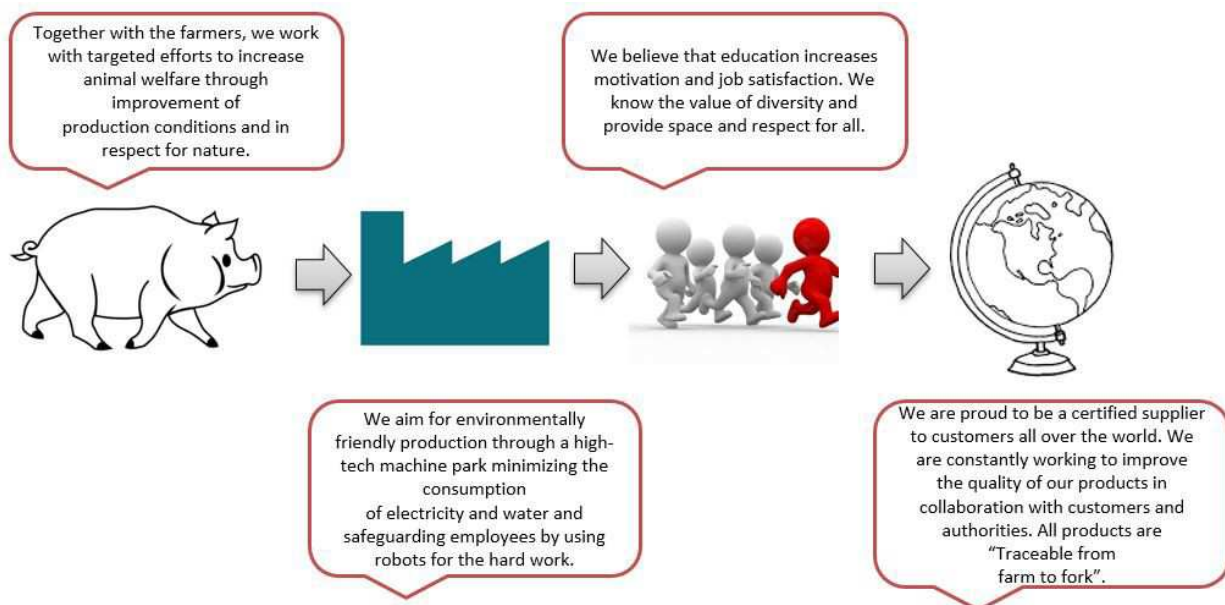 Together with the farmers, we work
with targeted efforts to increase
animal welfare through
improvement of
production conditions and in
respect for nature.
We believe that education increases
motivation and job satisfaction. We
know the value of diversity and
provide space and respect for all.
We aim for environmentally
friendly production through a high-
tech machine park minimizing the
consumption
of electricity and water and
safeguarding employees by using
robots for the hard work.
We are proud to be a certified supplier
to customers all over the world. We
are constantly working to improve
the quality of our products in
collaboration with customers and
authorities. All products are
“Traceable from
farm to fork”.